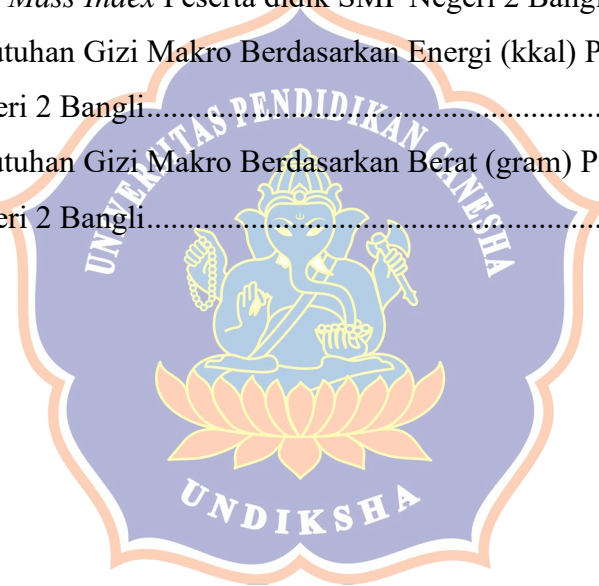 Mass Index Peserta didik SMP Negeri 2 Bangli
utuhan Gizi Makro Berdasarkan Energi (kkal) P
eri 2 Bangli..........................................................
utuhan Gizi Makro Berdasarkan Berat (gram) P
eri 2 Bangli..........................................................
UNIVERSITAS PENDIDIKAN GANESHA
UNDIKSHA